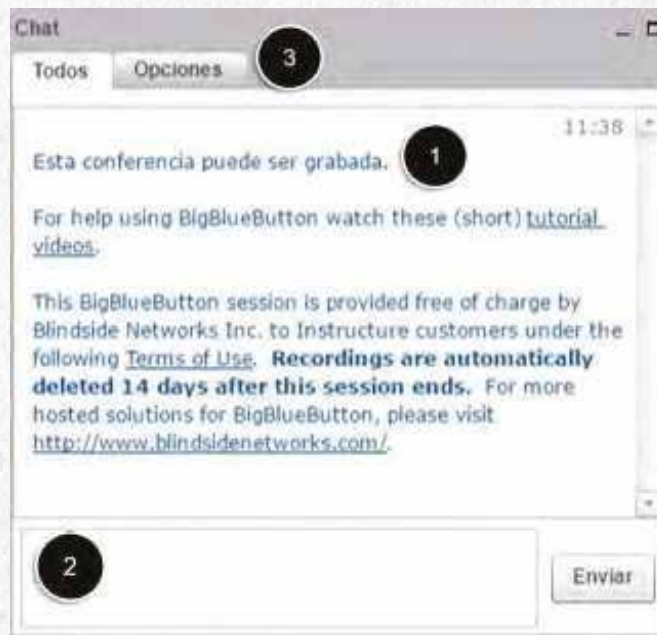 Chat
Todos Opciones 3
11:38
Esta conferencia puede ser grabada. 1
For help using BigBlueButton watch these (short) tutorial
videos.
This BigBlueButton session is provided free of charge by
Blindside Networks Inc. to Instructure customers under the
following Terms of Use. Recordings are automatically
deleted 14 days after this session ends. For more
hosted solutions for BigBlueButton, please visit
http://www.blindsidenetworks.com/.
2
Enviar